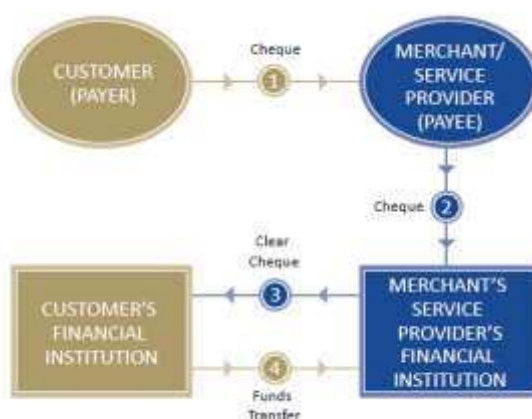 Cheque
CUSTOMER
(PAYER)
1
MERCHANT/
SERVICE
PROVIDER
(PAYEE)
Cheque
2
Clear
Cheque
CUSTOMER'S
FINANCIAL
INSTITUTION
3
4
Funds
Transfer
MERCHANT'S
SERVICE
PROVIDER'S
FINANCIAL
INSTITUTION